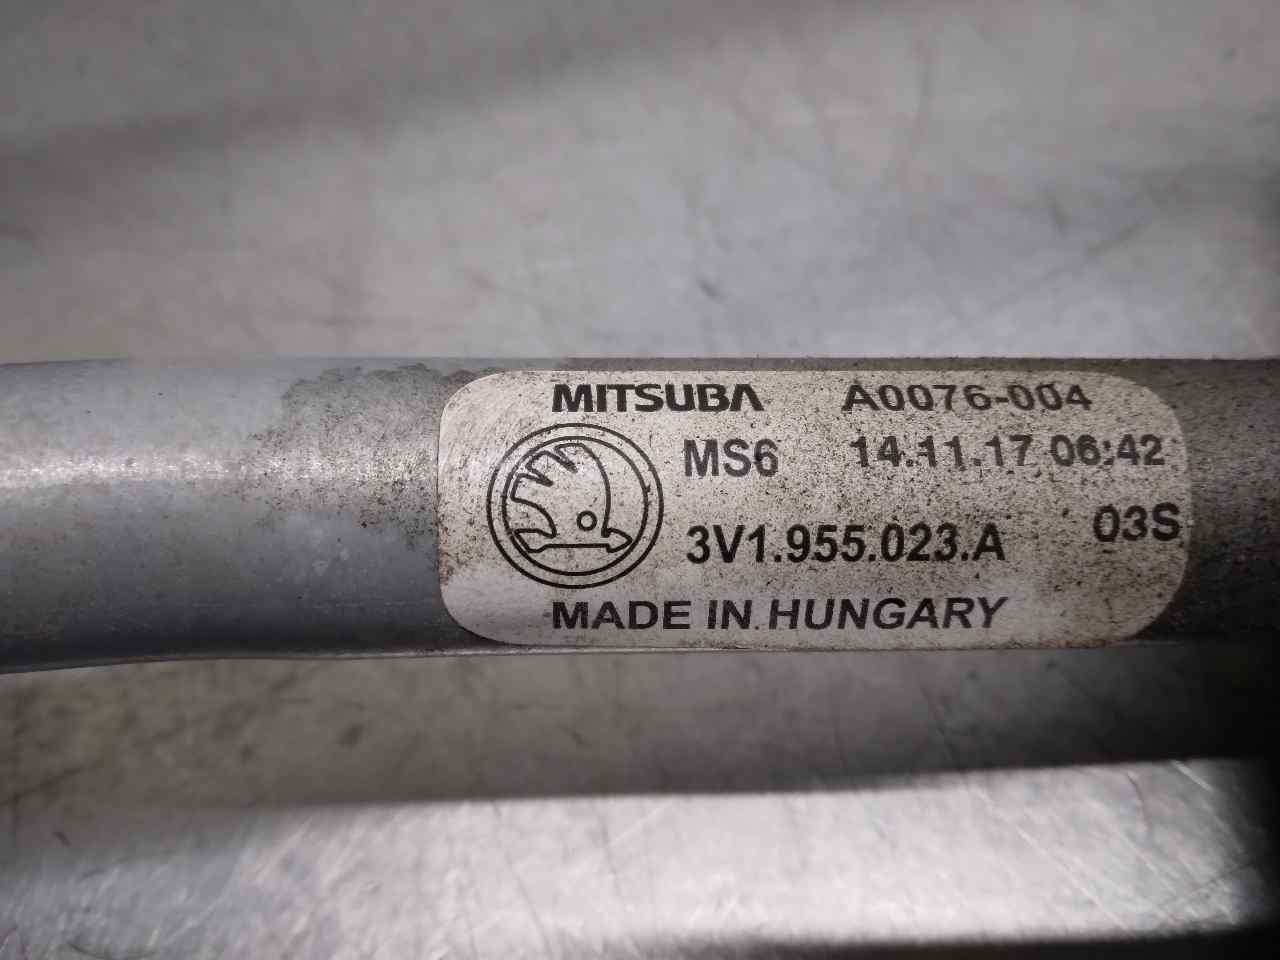 MITSUBA A0076-004
MS6 14.11.17 06:42
3V1.955.023.A 03S
MADE IN HUNGARY